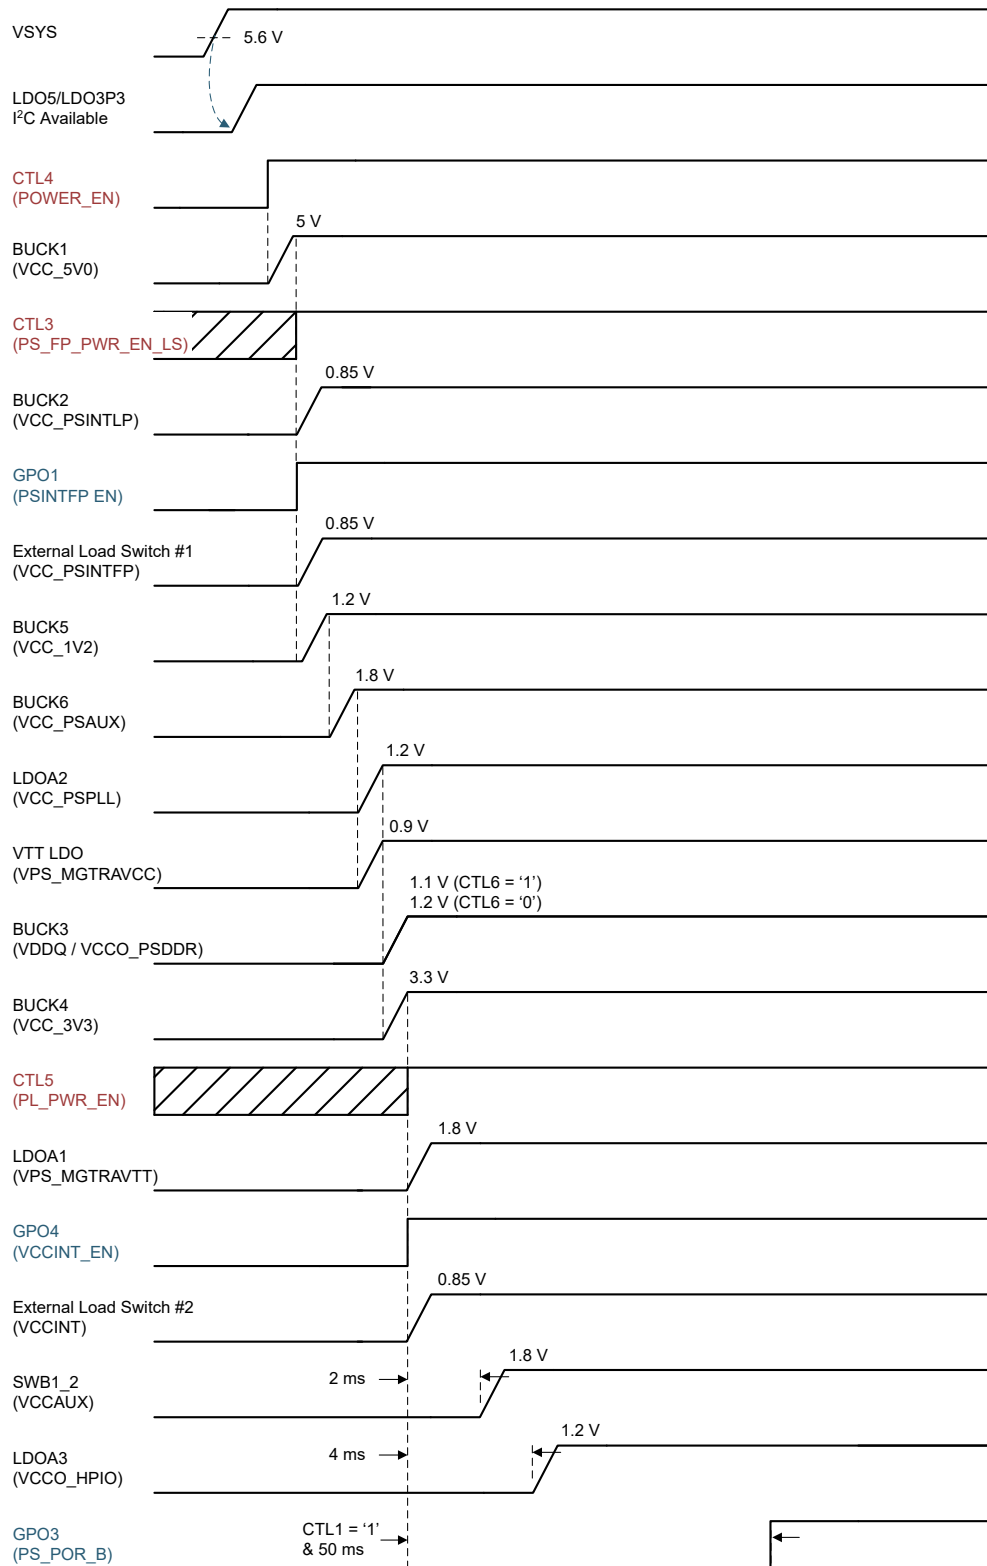 VSYS
5.6 V
LDO5/LDO3P3
I²C Available
CTL4
(POWER_EN)
5 V
BUCK1
(VCC_5V0)
CTL3
(PS_FP_PWR_EN_LS)
0.85 V
BUCK2
(VCC_PSINTLP)
GPO1
(PSINTFP EN)
0.85 V
External Load Switch #1
(VCC_PSINTFP)
1.2 V
BUCK5
(VCC_1V2)
1.8 V
BUCK6
(VCC_PSAUX)
1.2 V
LDOA2
(VCC_PSPLL)
0.9 V
VTT LDO
(VPS_MGTRAVCC)
1.1 V (CTL6 = ‘1’)
1.2 V (CTL6 = ‘0’)
BUCK3
(VDDQ / VCCO_PSDDR)
3.3 V
BUCK4
(VCC_3V3)
CTL5
(PL_PWR_EN)
1.8 V
LDOA1
(VPS_MGTRAVTT)
GPO4
(VCCINT_EN)
0.85 V
External Load Switch #2
(VCCINT)
1.8 V
2 ms
SWB1_2
(VCCAUX)
1.2 V
4 ms
LDOA3
(VCCO_HPIO)
CTL1 = ‘1’
& 50 ms
GPO3
(PS_POR_B)